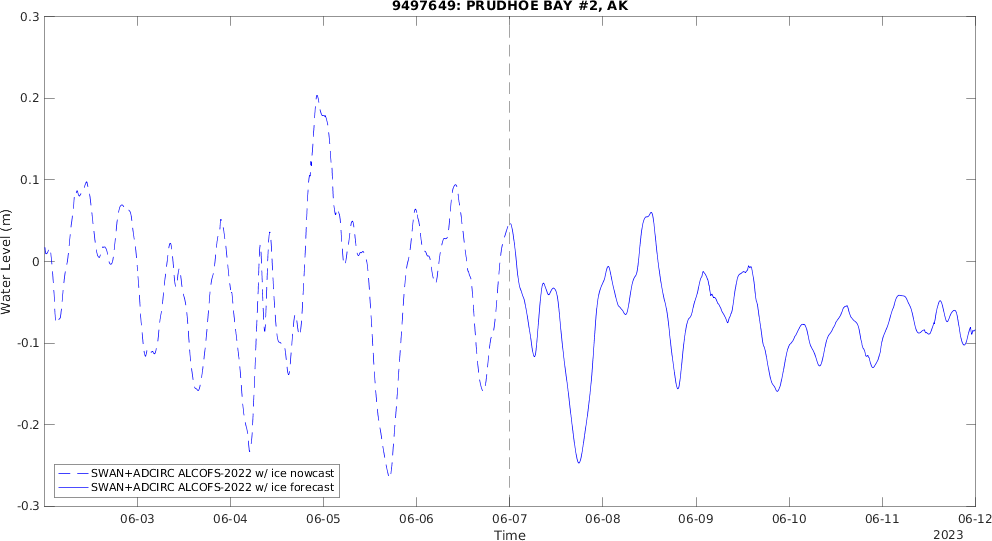 9497649: PRUDHOE BAY #2, AK
0.3
0.2
0.1
0
-0.1
-0.2
-0.3
Water Level (m)
SWAN+ADCIRC ALCOFS-2022 w/ ice nowcast
SWAN+ADCIRC ALCOFS-2022 w/ ice forecast
06-03 06-04 06-05 06-06 06-07 06-08 06-09 06-10 06-11 06-12
Time
2023